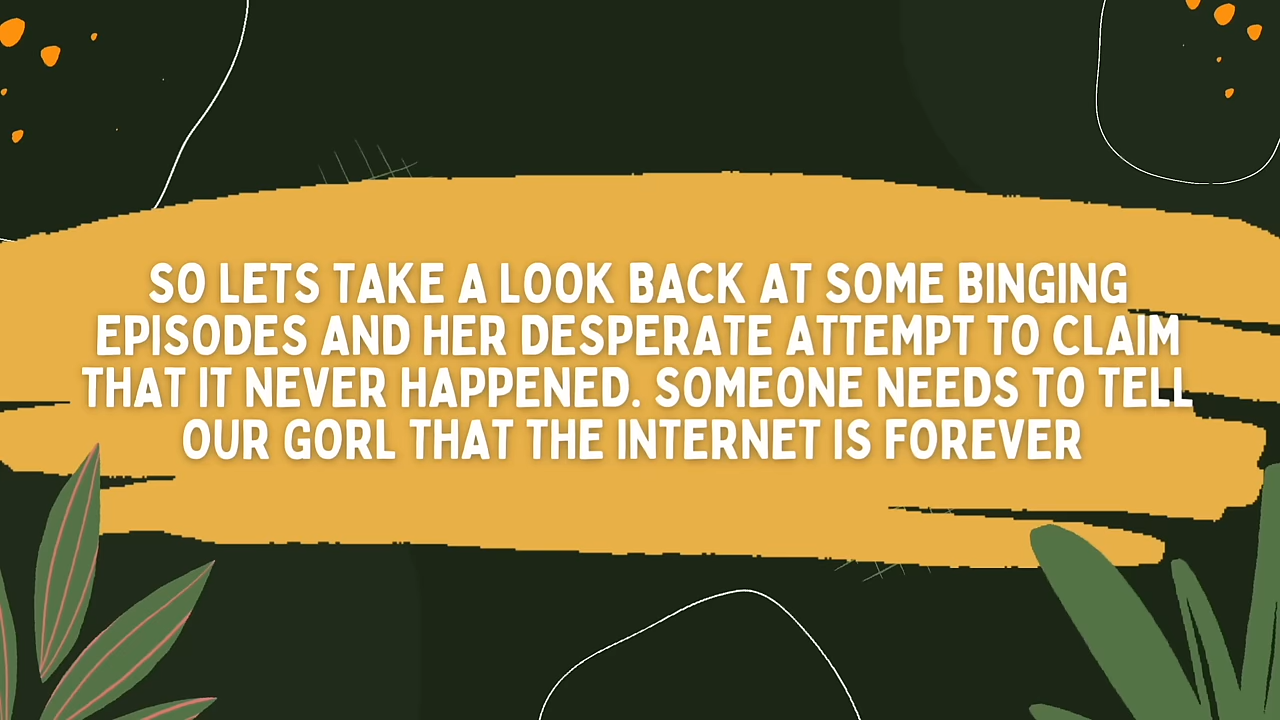 SO LETS TAKE A LOOK BACK AT SOME BINGING
EPISODES AND HER DESPERATE ATTEMPT TO CLAIM
THAT IT NEVER HAPPENED. SOMEONE NEEDS TO TELL
OUR GORL THAT THE INTERNET IS FOREVER